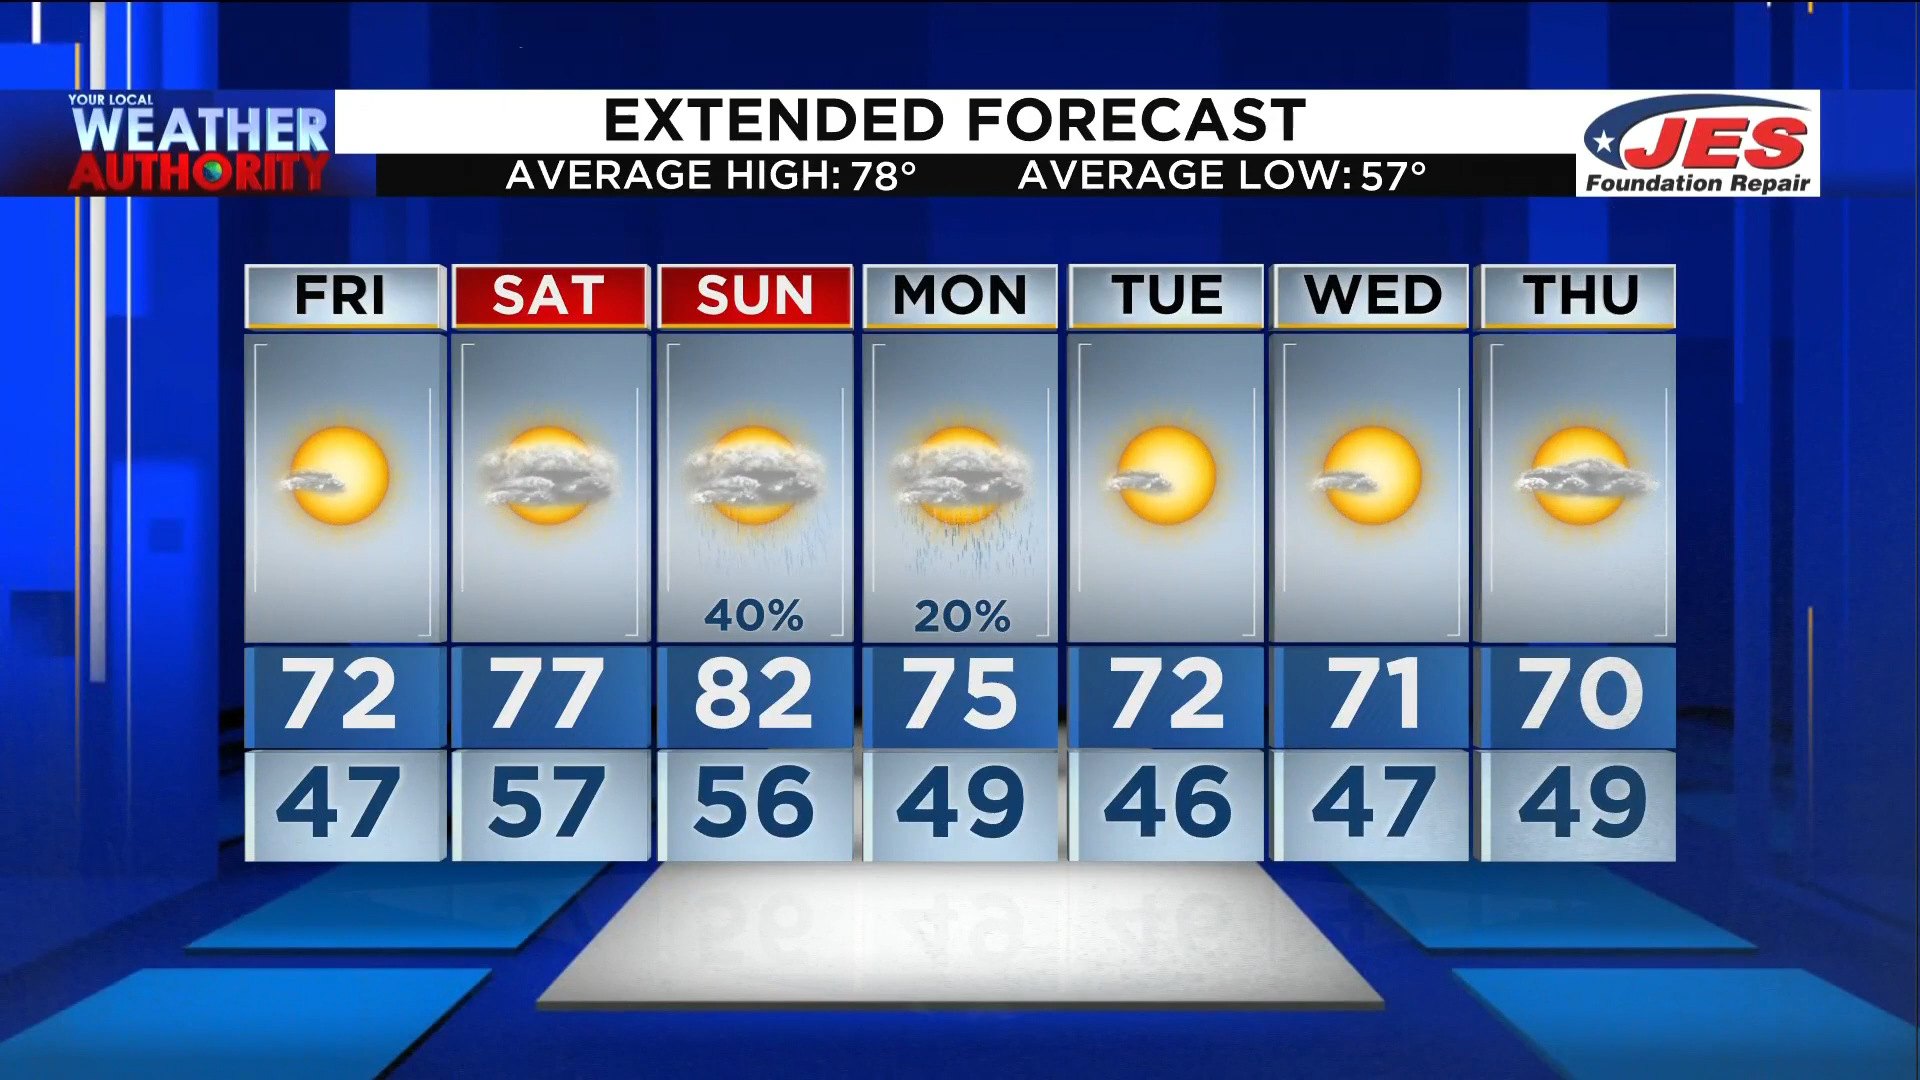 YOUR LOCAL
WEATHER
AUTHORITY
EXTENDED FORECAST
AVERAGE HIGH: 78° AVERAGE LOW: 57°
JES
Foundation Repair
FRI SAT SUN MON TUE WED THU
40% 20%
72 77 82 75 72 71 70
47 57 56 49 46 47 49